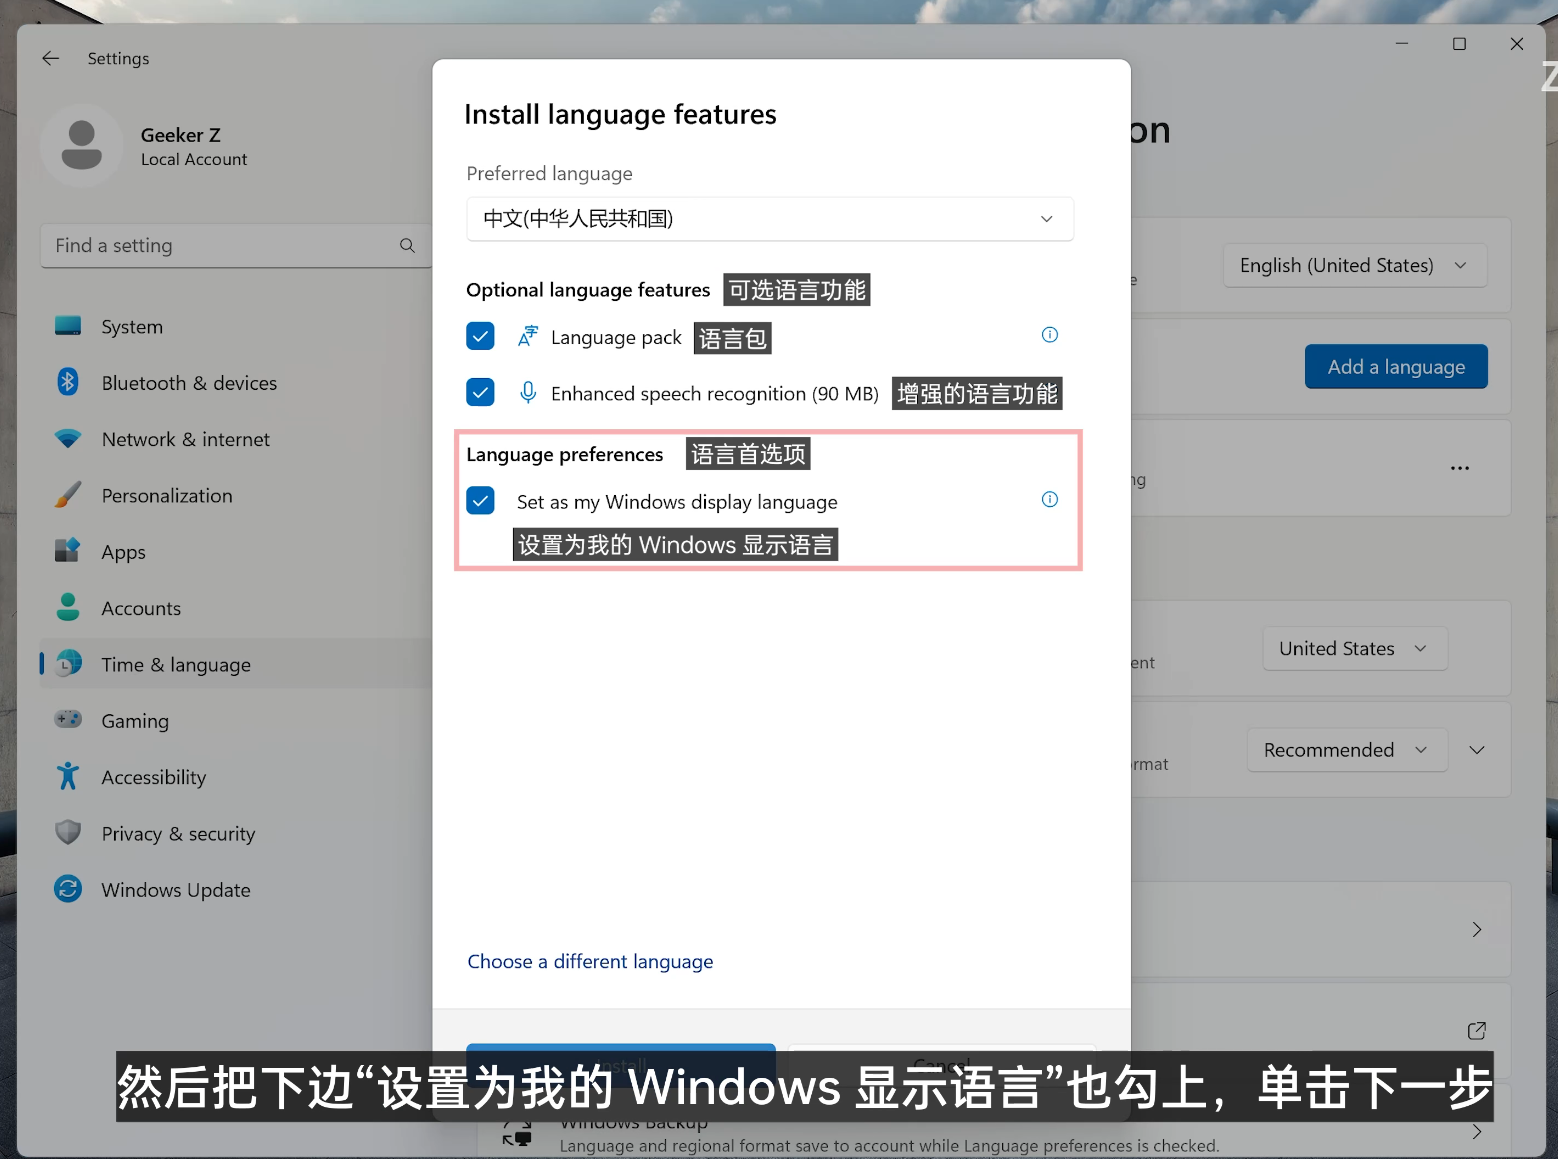 Settings
Z
Geeker Z
Local Account
Find a setting
System
Bluetooth & devices
Network & internet
Personalization
Apps
Accounts
Time & language
Gaming
Accessibility
Privacy & security
Windows Update
Install language features
Preferred language
中文(中华人民共和国)
Optional language features 可选语言功能
Language pack 语言包
Enhanced speech recognition (90 MB) 增强的语言功能
Language preferences 语言首选项
Set as my Windows display language
设置为我的 Windows 显示语言
Choose a different language
Install Cancel
on
e
English (United States)
Add a language
ng
ent
United States
rmat
Recommended
然后把下边“设置为我的 Windows 显示语言”也勾上，单击下一步
Windows Backup
Language and regional format save to account while Language preferences is checked.